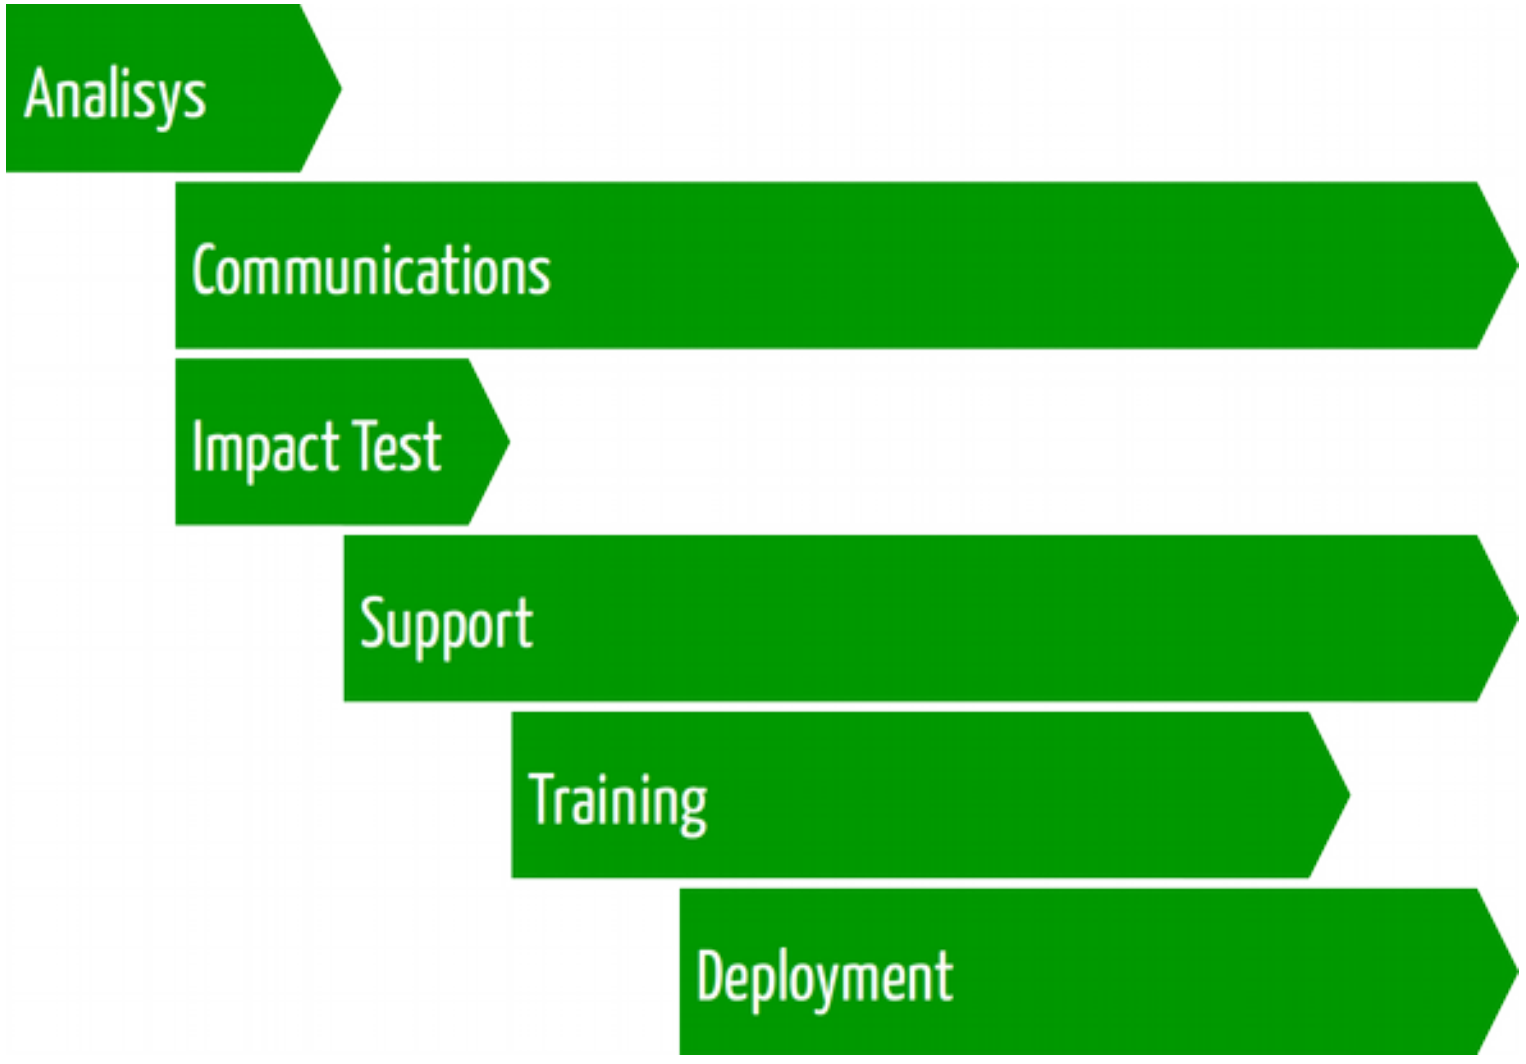 Analisys
Communications
Impact Test
Support
Training
Deployment